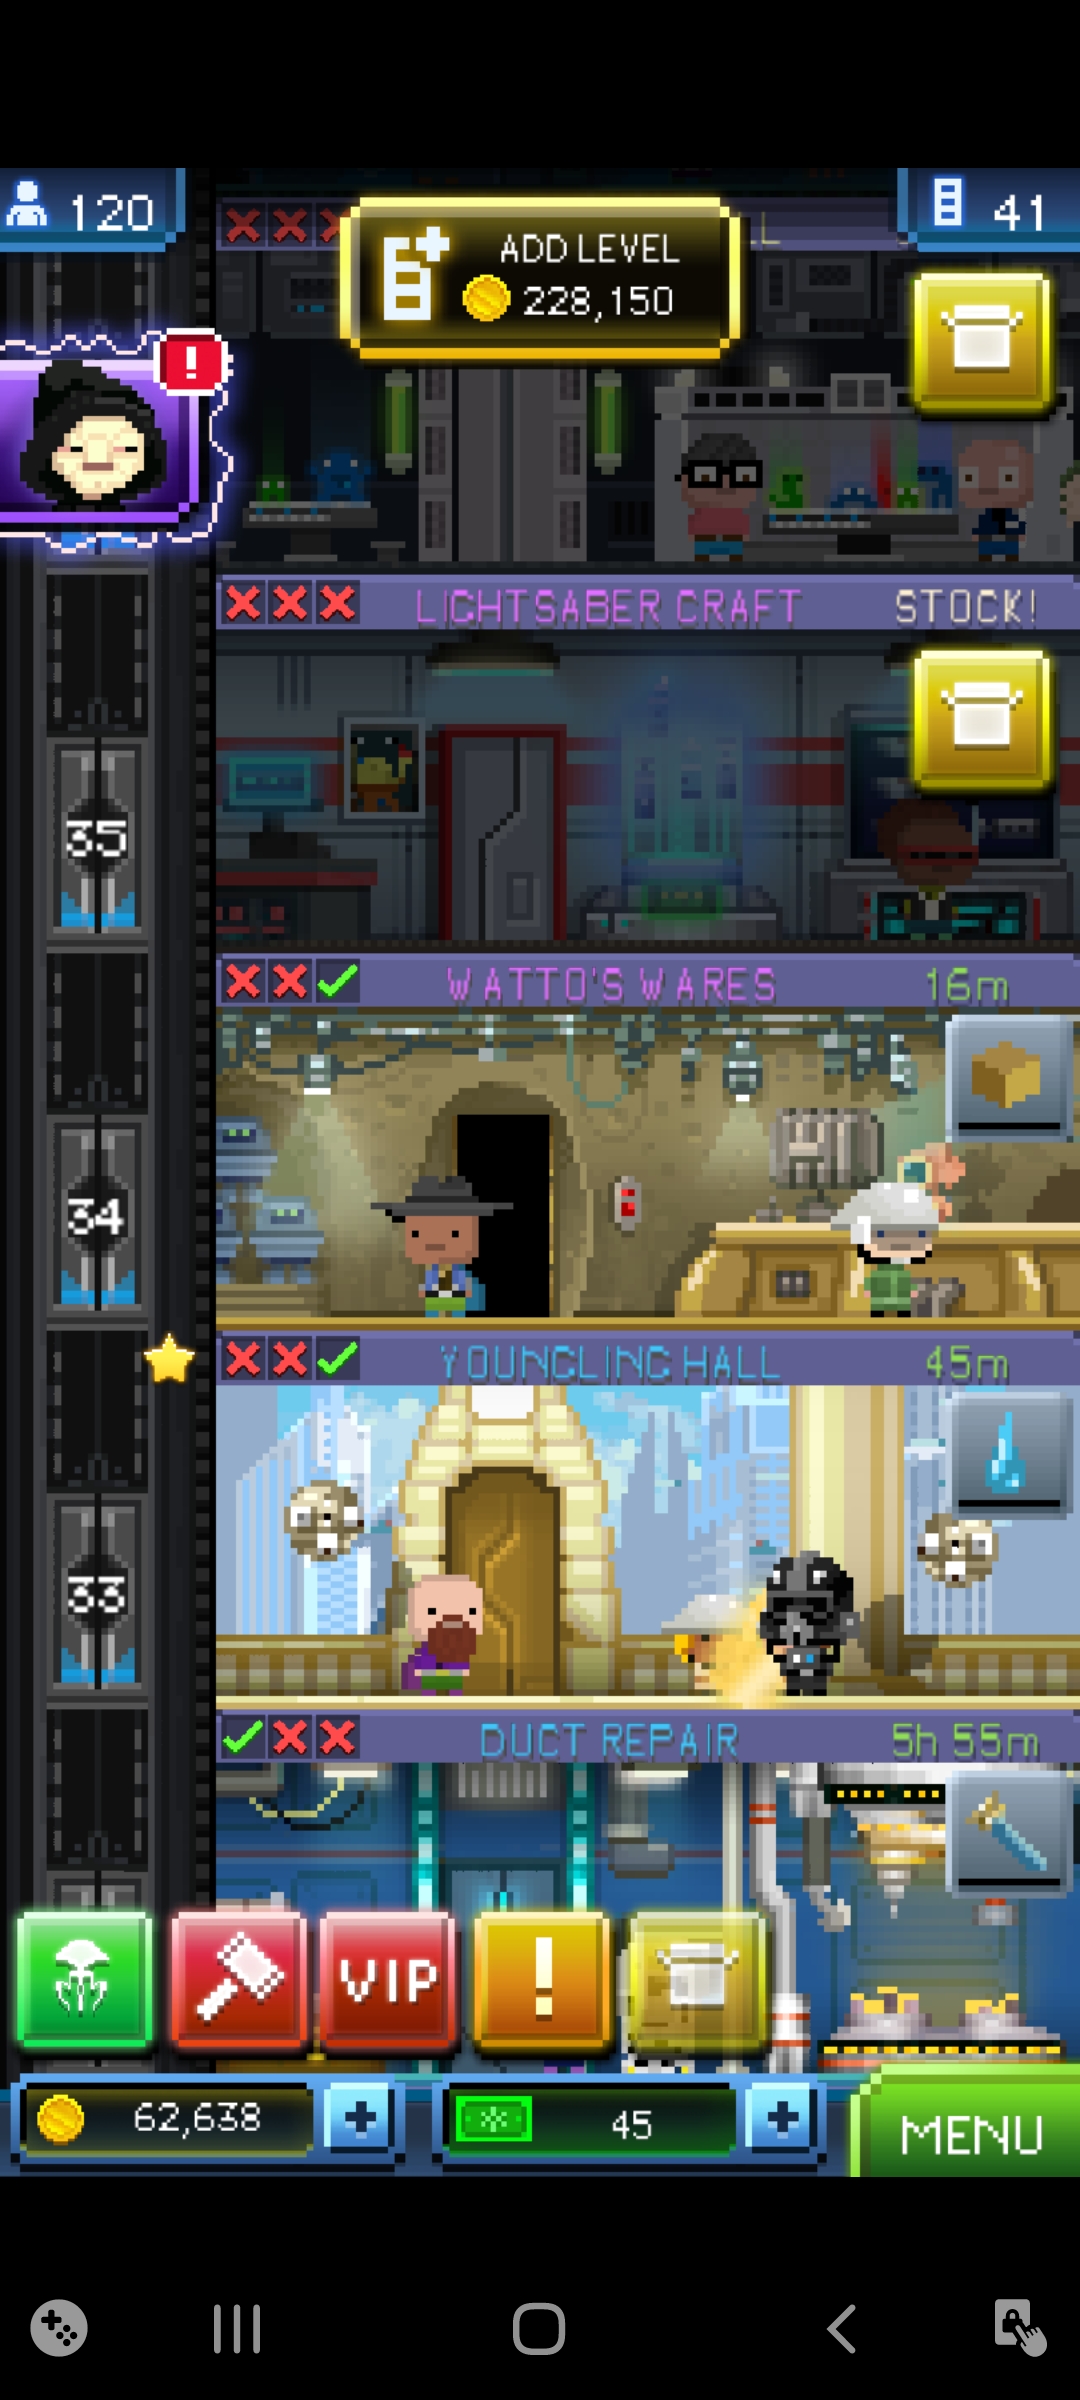 120
ADD LEVEL
228,150
41
LIGHTSABER CRAFT STOCK!
35
WATTO'S WARES 16m
34
YOUNGLING HALL 45m
33
DUCT REPAIR 5h 55m
VIP
!
62,638 + 45 + MENU